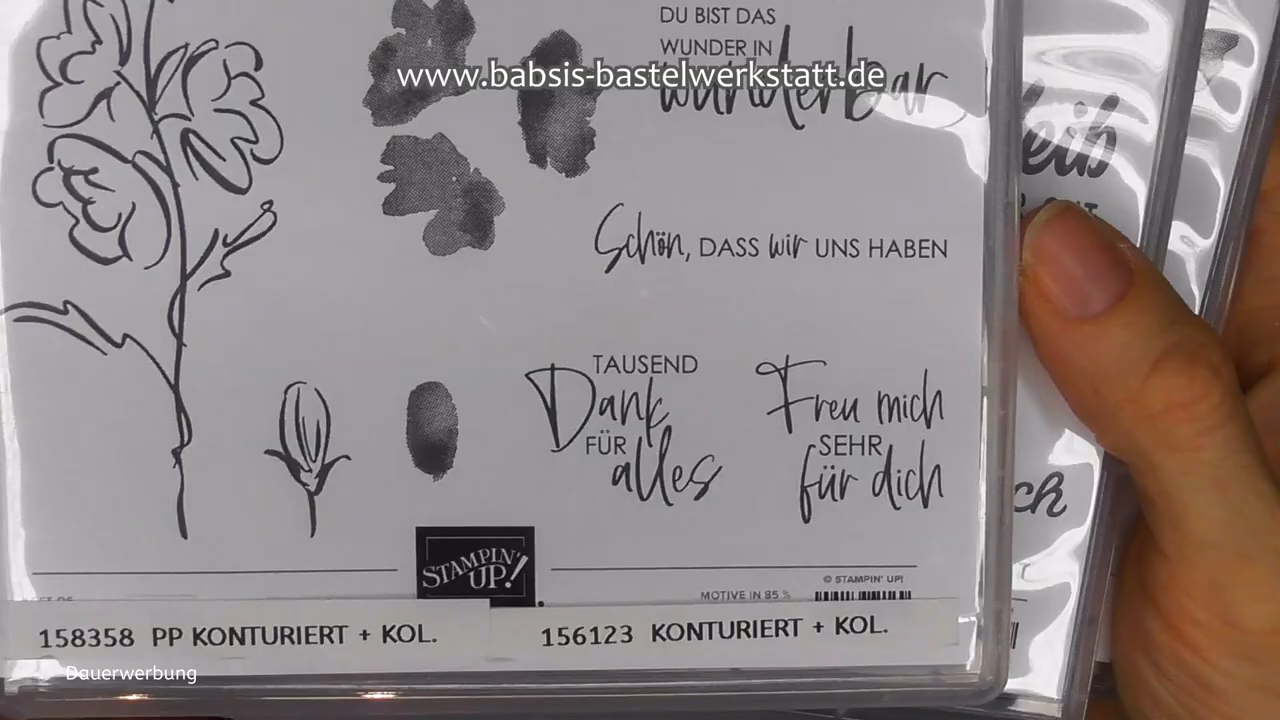 DU BIST DAS
WUNDER IN
wunderbar
www.babsis-bastelwerkstatt.de
eib
Schön, DASS wir UNS HABEN
TAUSEND
Dank
FÜR
alles
Freu mich
SEHR
für dich
ch
STAMPIN'
UP!
© STAMPIN' UP!
MOTIVE IN 85 %
158358 PP KONTURIERT + KOL.
156123 KONTURIERT + KOL.
Dauerwerbung